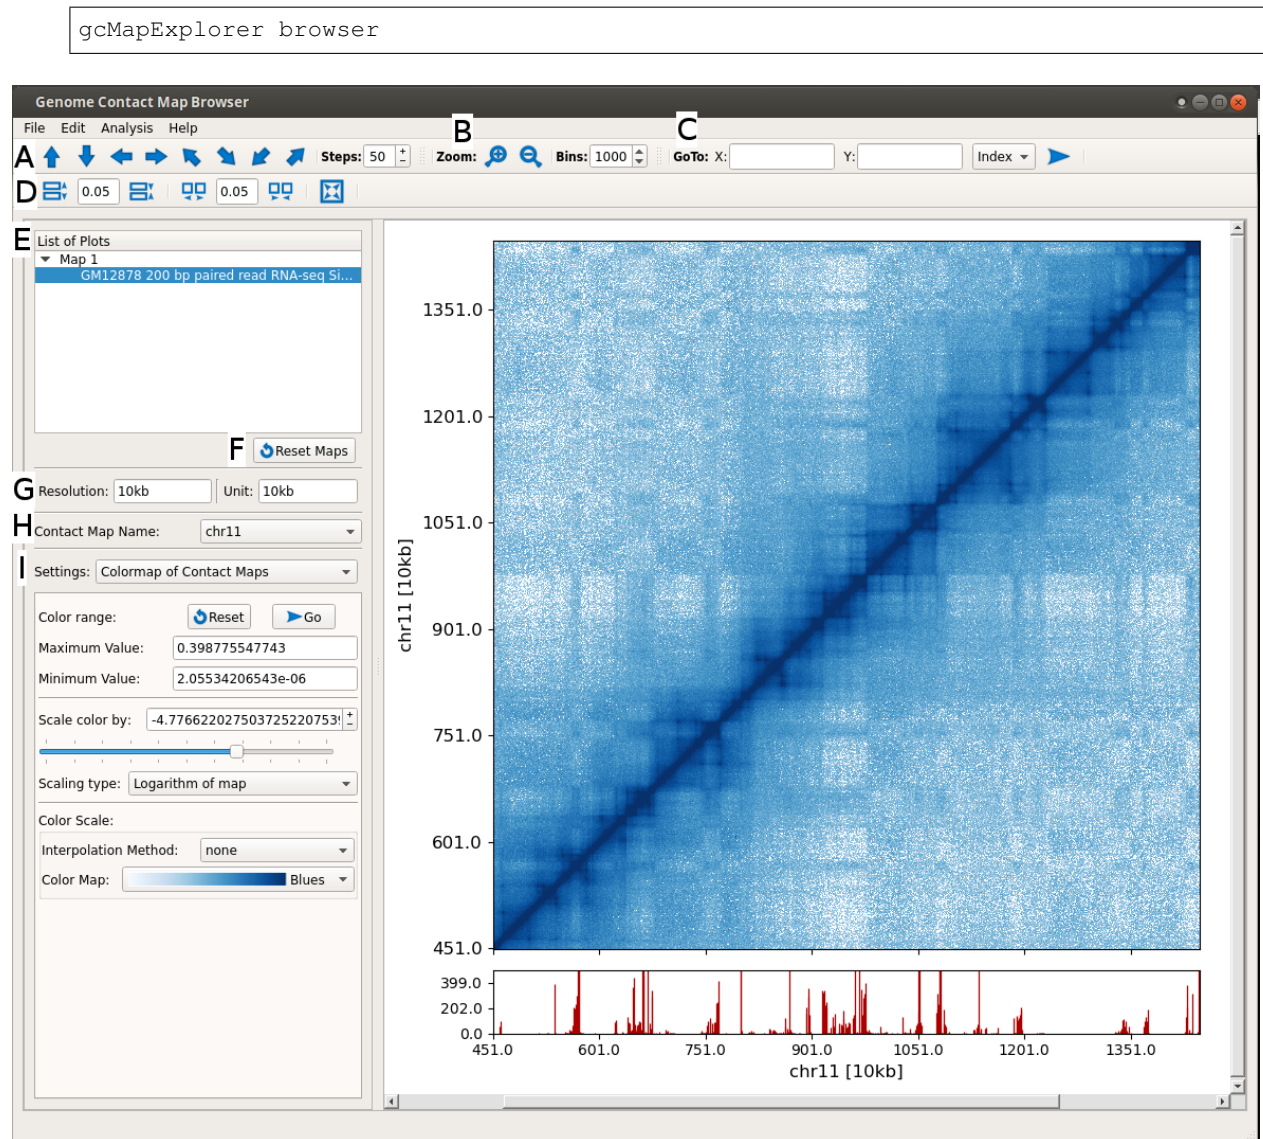 gcMapExplorer browser
Genome Contact Map Browser
File Edit Analysis Help
A Steps: 50 B Zoom: Bins: 1000 C GoTo: X: Y: Index
D 0.05 0.05
E
List of Plots
Map 1
GM12878 200 bp paired read RNA-seq Si...
F Reset Maps
G Resolution: 10kb Unit: 10kb
H Contact Map Name: chr11
I Settings: Colormap of Contact Maps
Color range: Reset Go
Maximum Value: 0.398775547743
Minimum Value: 2.05534206543e-06
Scale color by: -4.7766220275037252207539
Scaling type: Logarithm of map
Color Scale:
Interpolation Method: none
Color Map: Blues
1351.0
1201.0
1051.0
901.0
751.0
601.0
451.0
chr11 [10kb]
399.0
202.0
0.0
451.0 601.0 751.0 901.0 1051.0 1201.0 1351.0
chr11 [10kb]